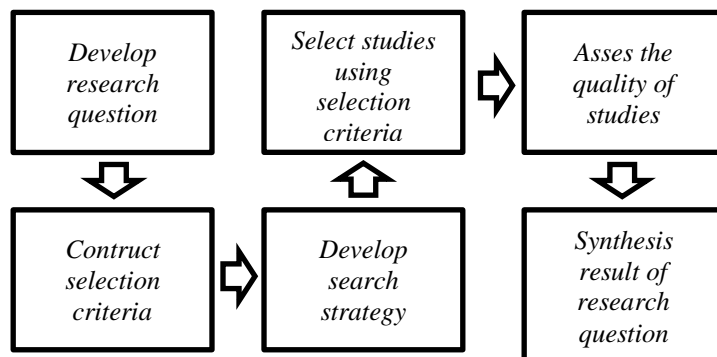 Develop
research
question
Contruct
selection
criteria
Develop
search
strategy
Select studies
using
selection
criteria
Asses the
quality of
studies
Synthesis
result of
research
question